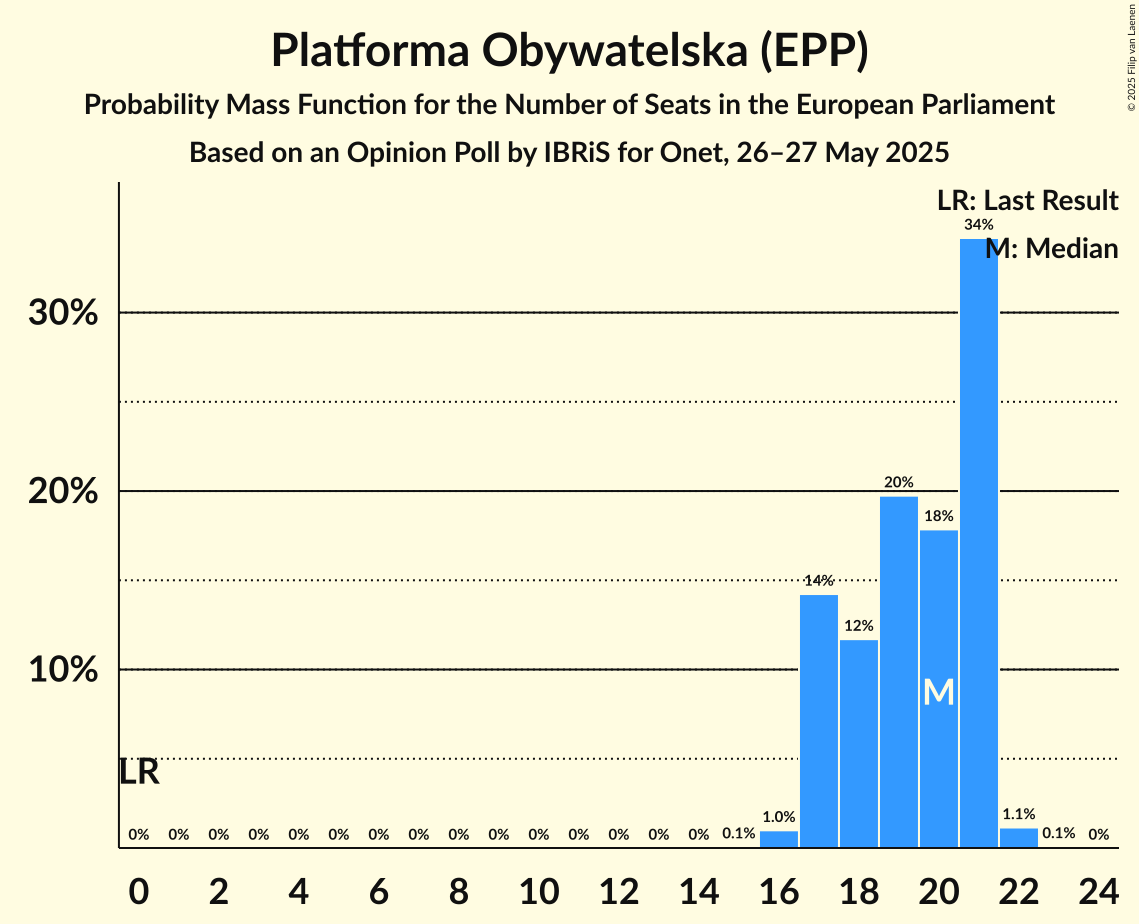 Platforma Obywatelska (EPP)
Probability Mass Function for the Number of Seats in the European Parliament
Based on an Opinion Poll by IBRiS for Onet, 26–27 May 2025
© 2025 Filip van Laenen
LR: Last Result
M: Median
34%
30%
20%
20%
18%
14%
12%
10%
M
LR
0% 0% 0% 0% 0% 0% 0% 0% 0% 0% 0% 0% 0% 0% 0% 0.1% 1.0% 1.1% 0.1% 0%
0 2 4 6 8 10 12 14 16 18 20 22 24